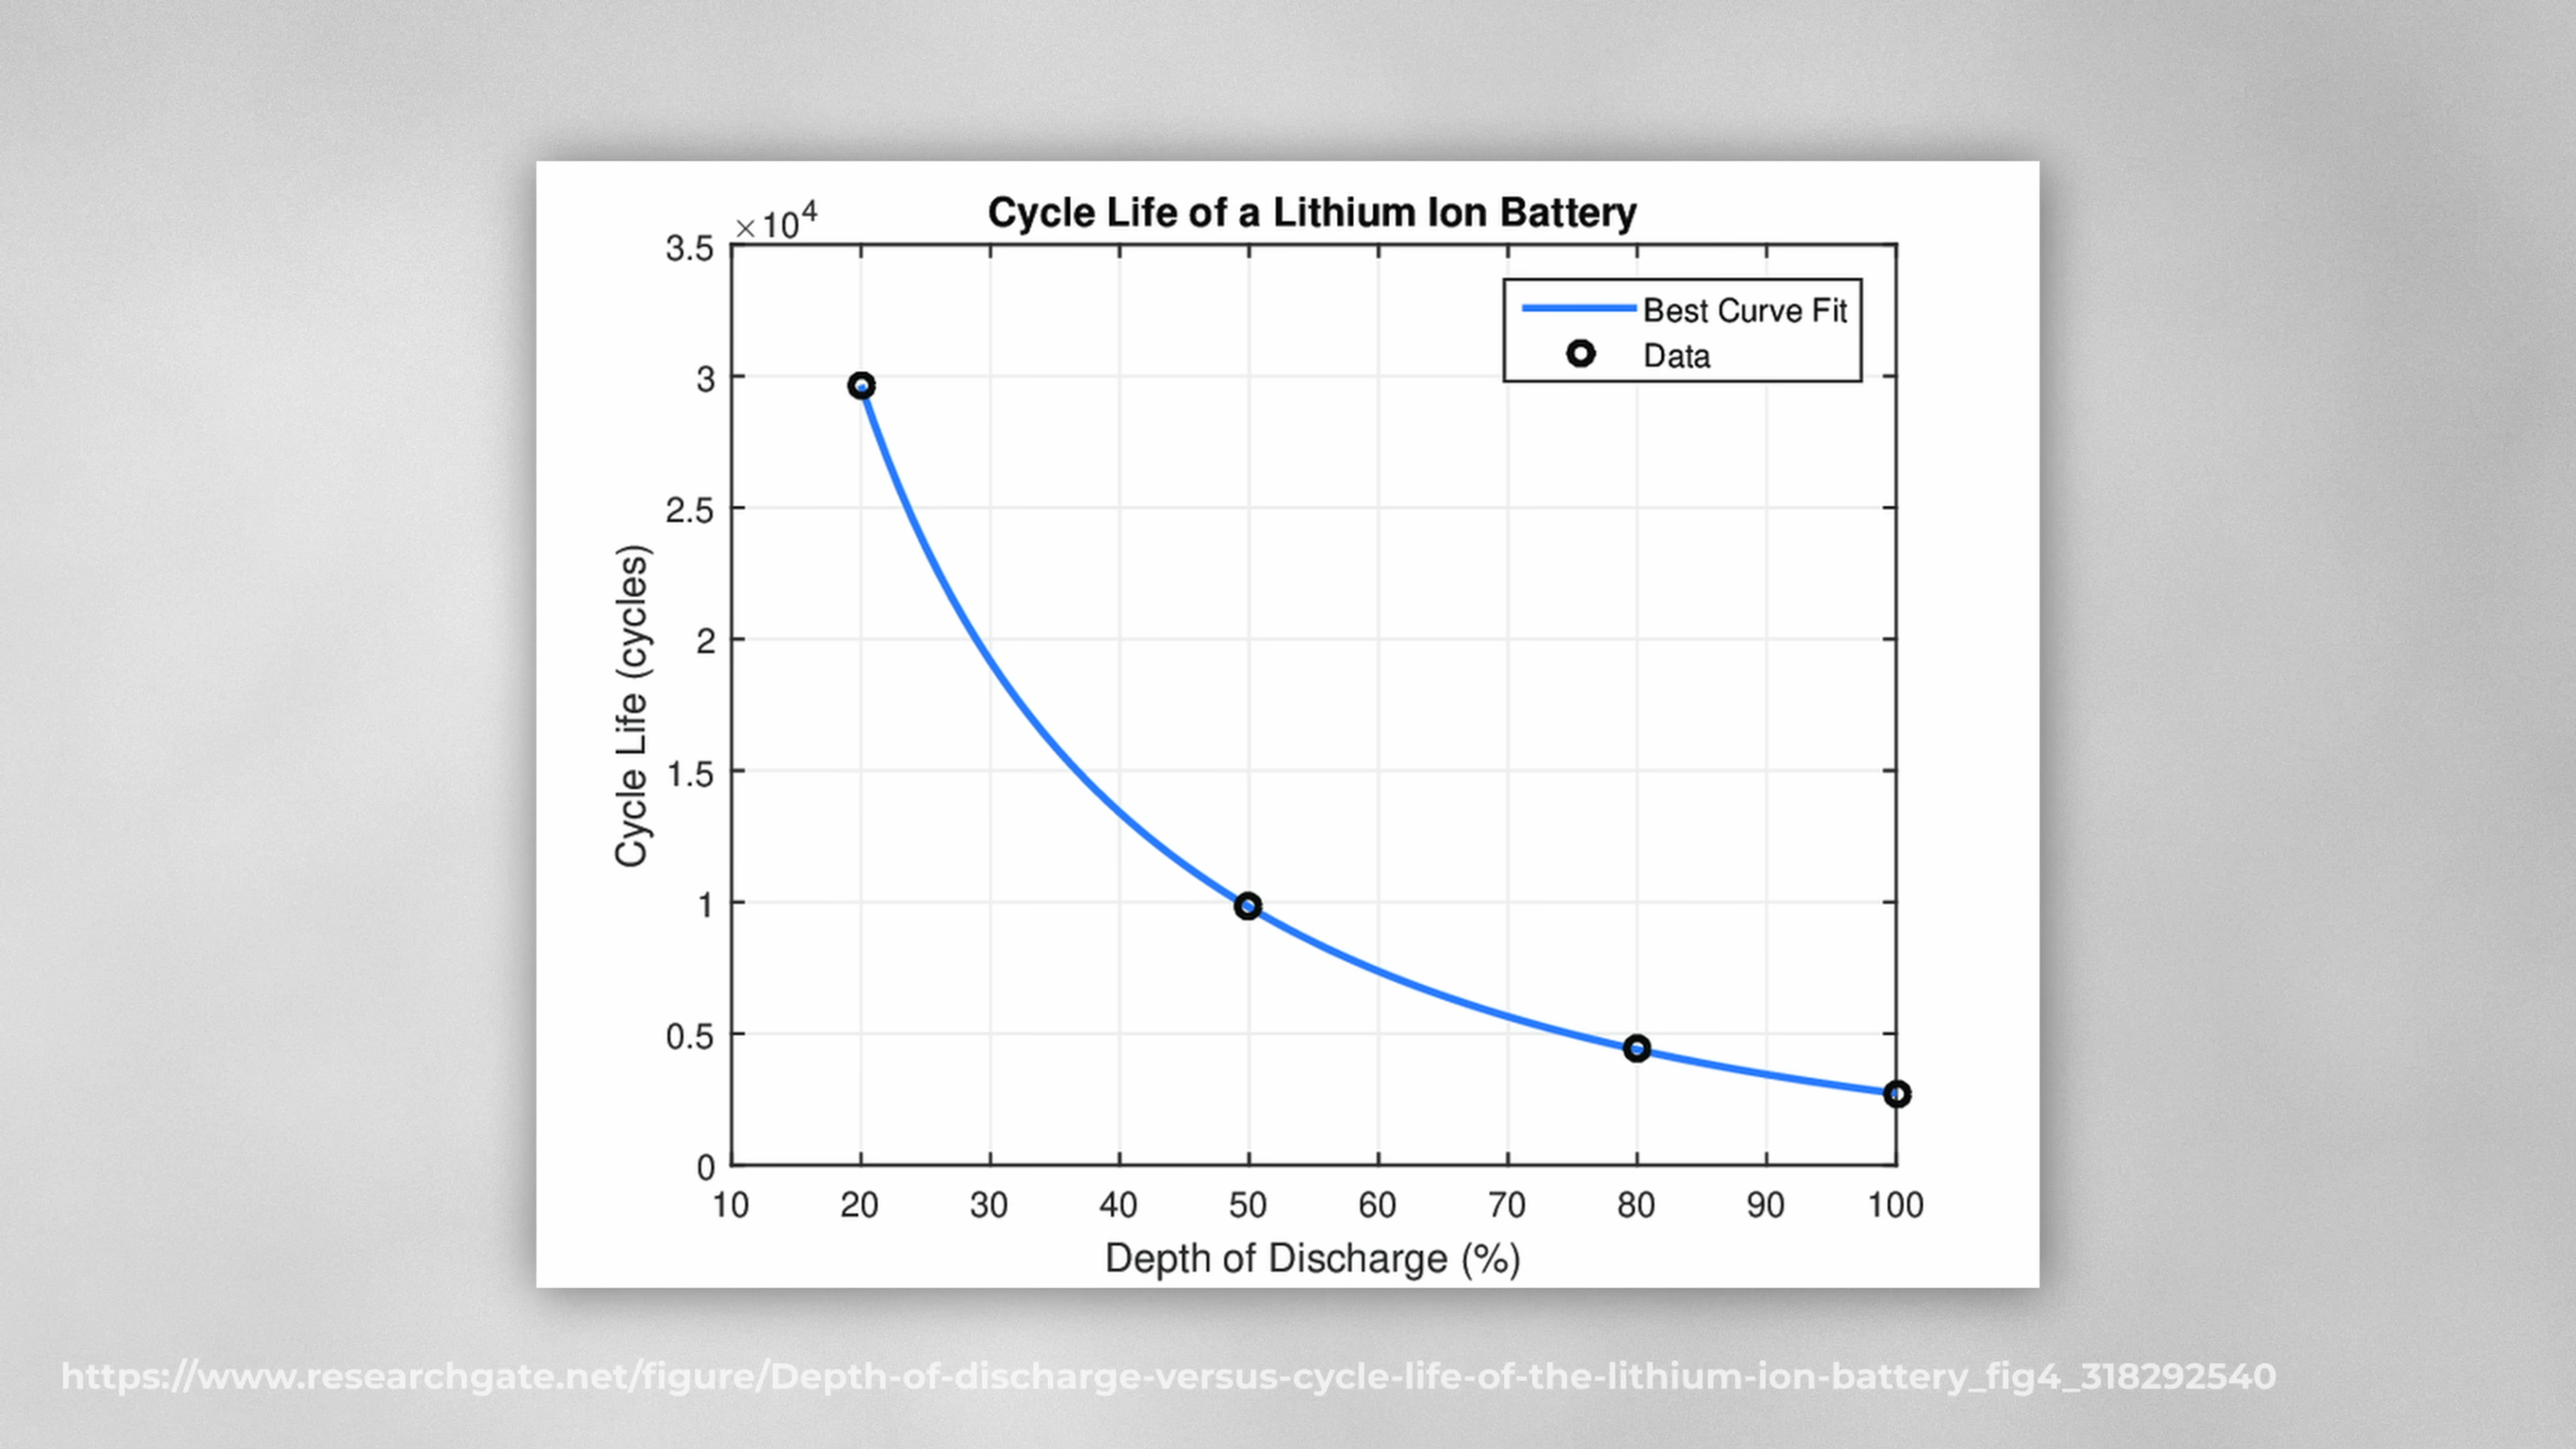 Cycle Life of a Lithium Ion Battery
×10⁴
3.5
3
2.5
2
1.5
1
0.5
0
Cycle Life (cycles)
Best Curve Fit
Data
10 20 30 40 50 60 70 80 90 100
Depth of Discharge (%)
https://www.researchgate.net/figure/Depth-of-discharge-versus-cycle-life-of-the-lithium-ion-battery_fig4_318292540